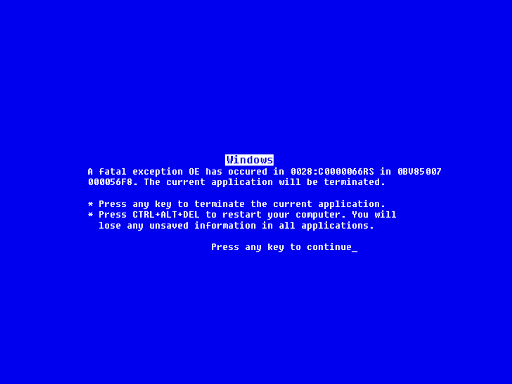 Windows
A fatal exception OE has occured in 0028:C0000066RS in 0BV85007
000056F8. The current application will be terminated.
* Press any key to terminate the current application.
* Press CTRL+ALT+DEL to restart your computer. You will
lose any unsaved information in all applications.
Press any key to continue_